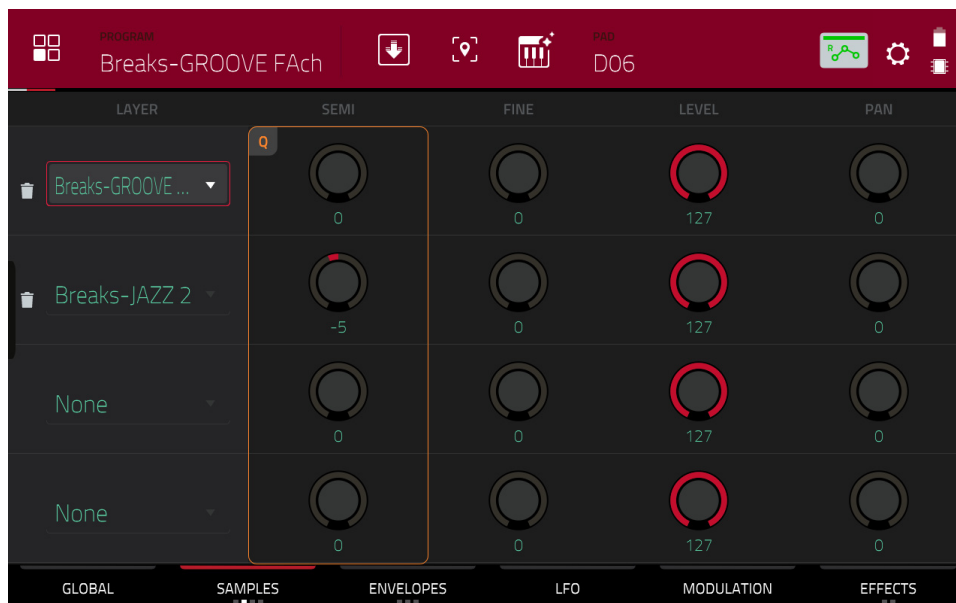 PROGRAM PAD
Breaks-GROOVE FAch D06
R
LAYER SEMI FINE LEVEL PAN
Q
Breaks-GROOVE ...
0 0 127 0
Breaks-JAZZ 2
-5 0 127 0
None
0 0 127 0
None
0 0 127 0
GLOBAL SAMPLES ENVELOPES LFO MODULATION EFFECTS